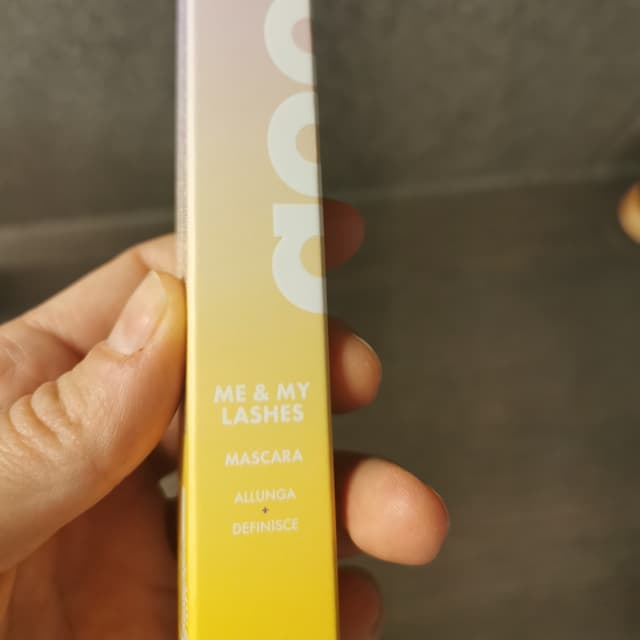 ME & MY
LASHES
MASCARA
ALLUNGA
+
DEFINISCE